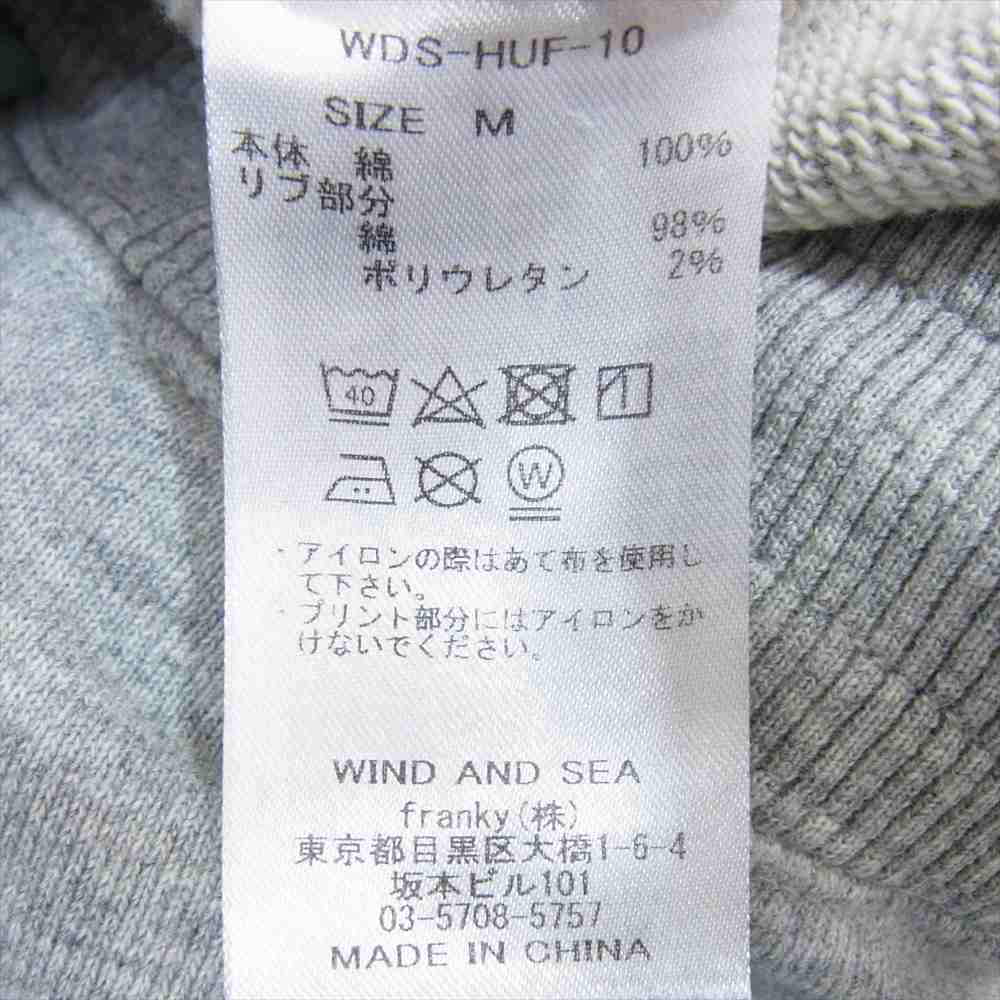 WDS-HUF-10
SIZE M
本体 綿 100%
リブ部分
綿 98%
ポリウレタン 2%
40
W
・アイロンの際はあて布を使用し
て下さい。
・プリント部分にはアイロンをか
けないでください。
WIND AND SEA
franky(株)
東京都目黒区大橋1-6-4
坂本ビル101
03-5708-5757
MADE IN CHINA